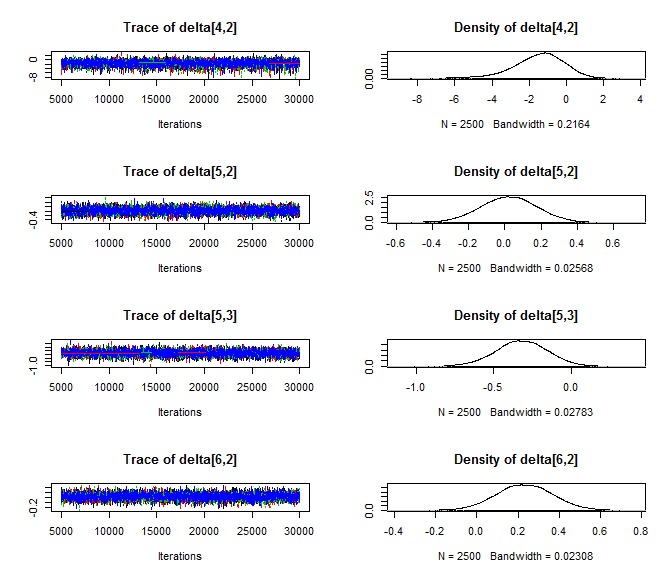 Trace of delta[4,2]
0
-8
5000 10000 15000 20000 25000 30000
Iterations
Density of delta[4,2]
0.00
-8 -6 -4 -2 0 2 4
N = 2500 Bandwidth = 0.2164
Trace of delta[5,2]
-0.4
5000 10000 15000 20000 25000 30000
Iterations
Density of delta[5,2]
2.5
0.0
-0.6 -0.4 -0.2 0.0 0.2 0.4 0.6
N = 2500 Bandwidth = 0.02568
Trace of delta[5,3]
-1.0
5000 10000 15000 20000 25000 30000
Iterations
Density of delta[5,3]
0.0
-1.0 -0.5 0.0
N = 2500 Bandwidth = 0.02783
Trace of delta[6,2]
-0.2
5000 10000 15000 20000 25000 30000
Iterations
Density of delta[6,2]
0.0
-0.4 -0.2 0.0 0.2 0.4 0.6 0.8
N = 2500 Bandwidth = 0.02308